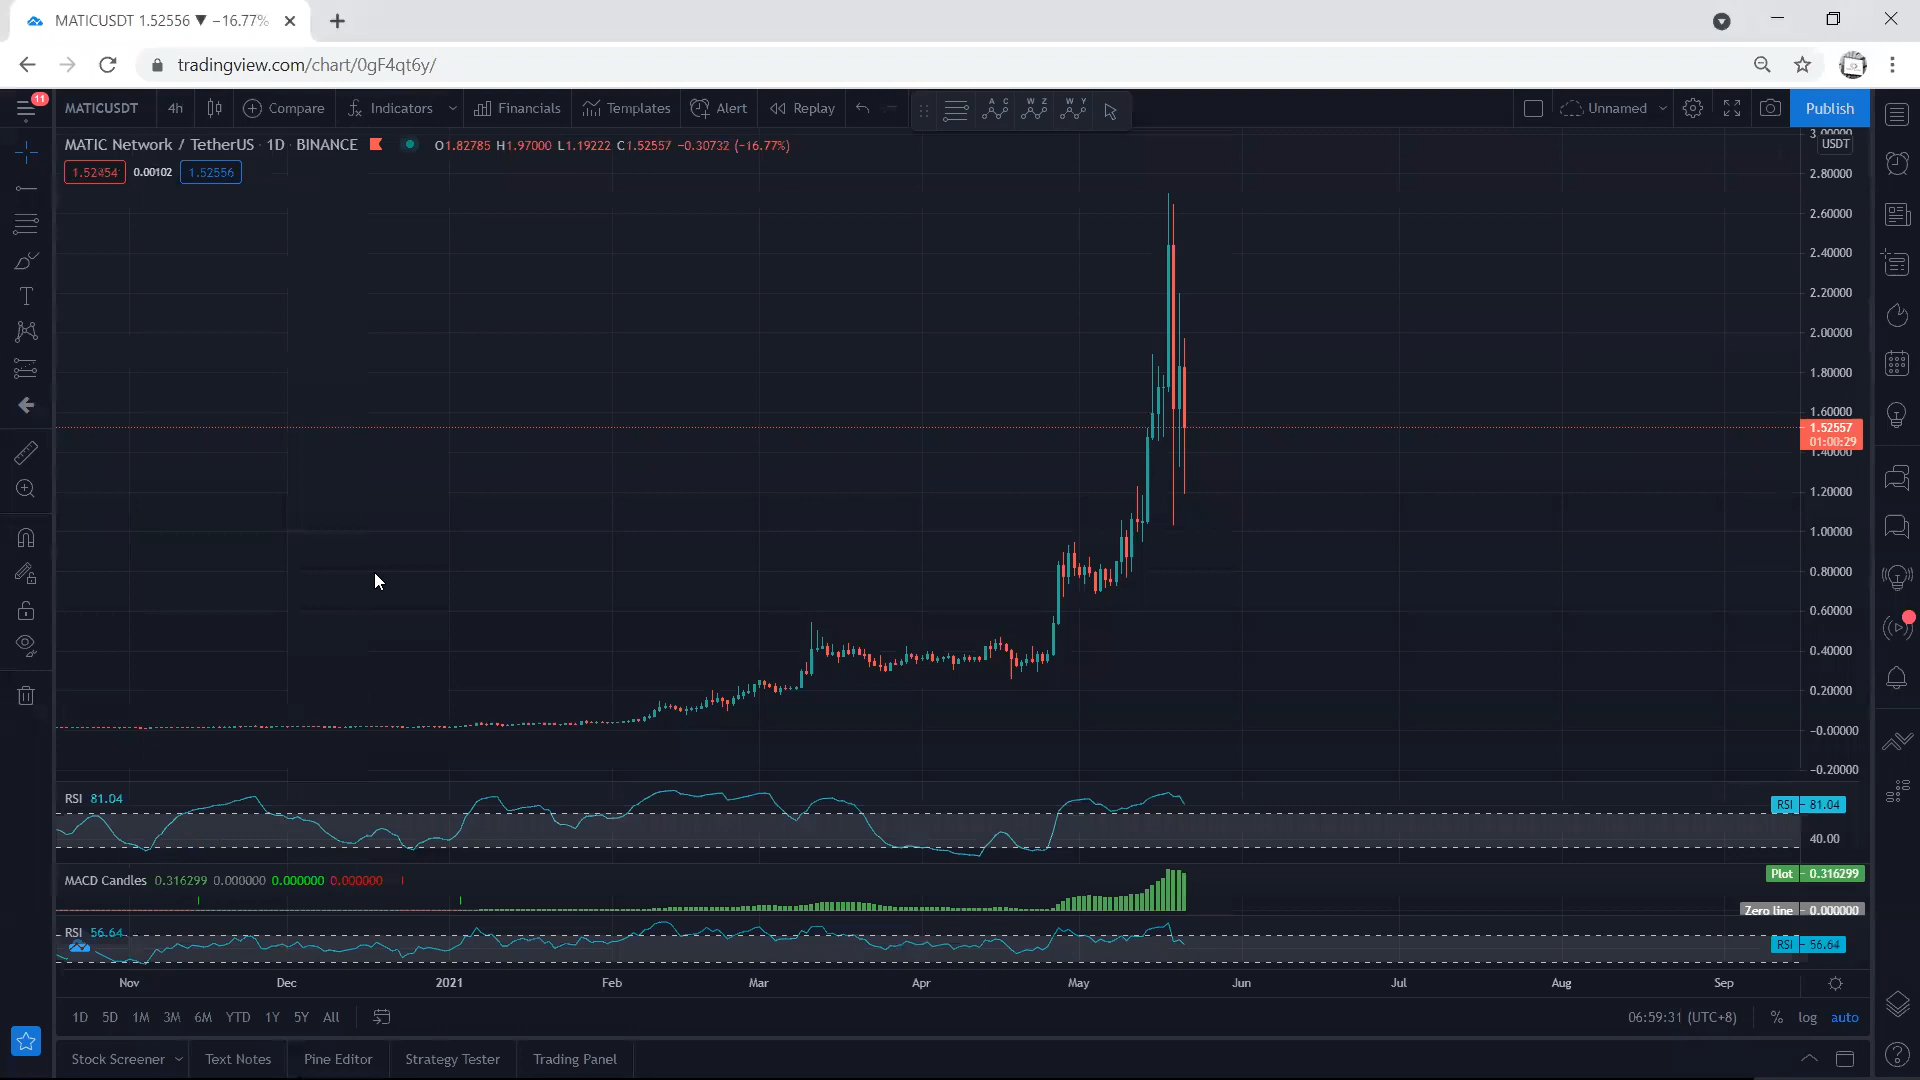 MATICUSDT 1.52556 ▼ −16.77%
tradingview.com/chart/0gF4qt6y/
11
MATICUSDT 4h Compare Indicators Financials Templates Alert Replay Unnamed Publish
A C W Z W Y
MATIC Network / TetherUS · 1D · BINANCE O1.82785 H1.97000 L1.19222 C1.52557 −0.30732 (−16.77%)
1.52454 0.00102 1.52556
3.00000
USDT
2.80000
2.60000
2.40000
2.20000
2.00000
1.80000
1.60000
1.52557
01:00:29
1.40000
1.20000
1.00000
0.80000
0.60000
0.40000
0.20000
−0.00000
−0.20000
RSI 81.04
RSI 81.04
40.00
MACD Candles 0.316299 0.000000 0.000000 0.000000
Plot 0.316299
Zero line 0.000000
RSI 56.64
RSI 56.64
Nov Dec 2021 Feb Mar Apr May Jun Jul Aug Sep
1D 5D 1M 3M 6M YTD 1Y 5Y All 06:59:31 (UTC+8) % log auto
Stock Screener Text Notes Pine Editor Strategy Tester Trading Panel